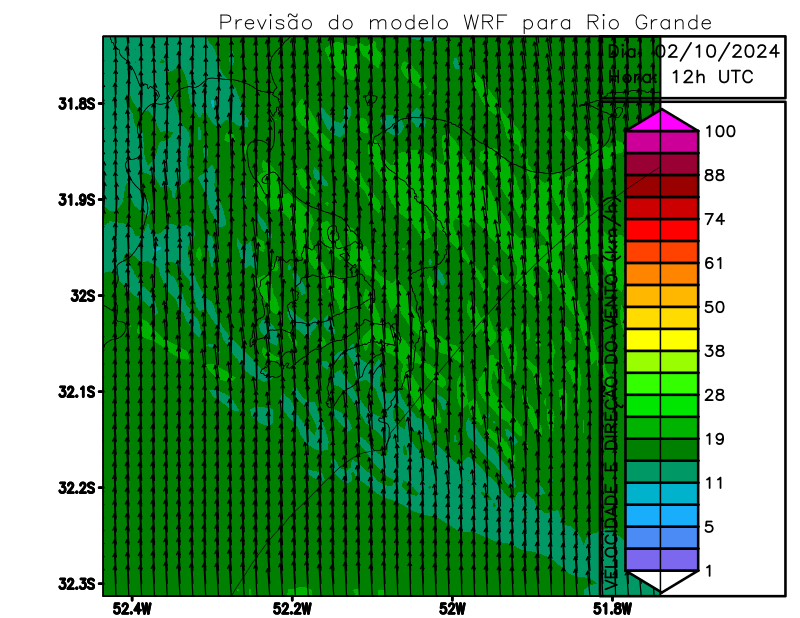 Previsão do modelo WRF para Rio Grande
Dia: 02/10/2024
Hora: 12h UTC
31.8S
31.9S
32S
32.1S
32.2S
32.3S
52.4W
52.2W
52W
51.8W
VELOCIDADE E DIREÇÃO DO VENTO (km/h)
100
88
74
61
50
38
28
19
11
5
1